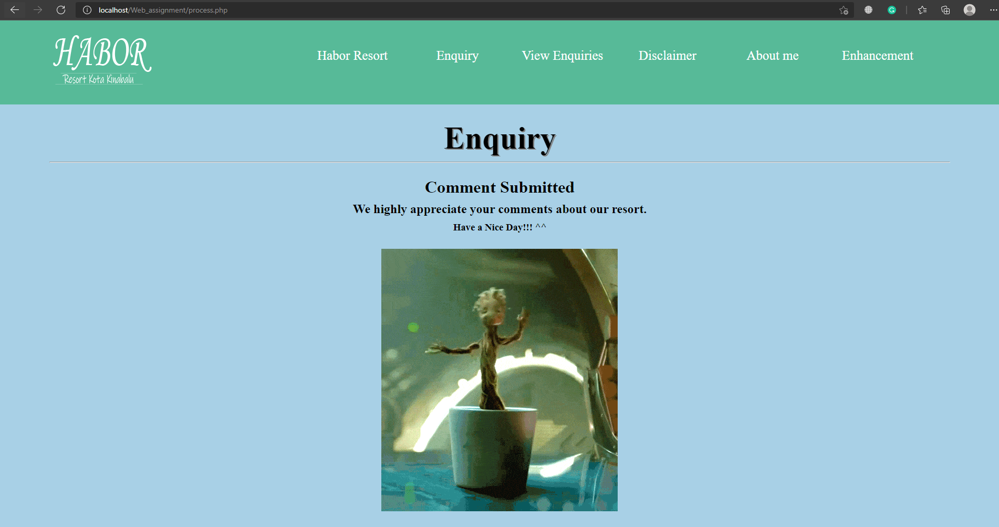 localhost/Web_assignment/process.php
HABOR
Resort Kota Kinabalu
Habor Resort Enquiry View Enquiries Disclaimer About me Enhancement
Enquiry
Comment Submitted
We highly appreciate your comments about our resort.
Have a Nice Day!!! ^^